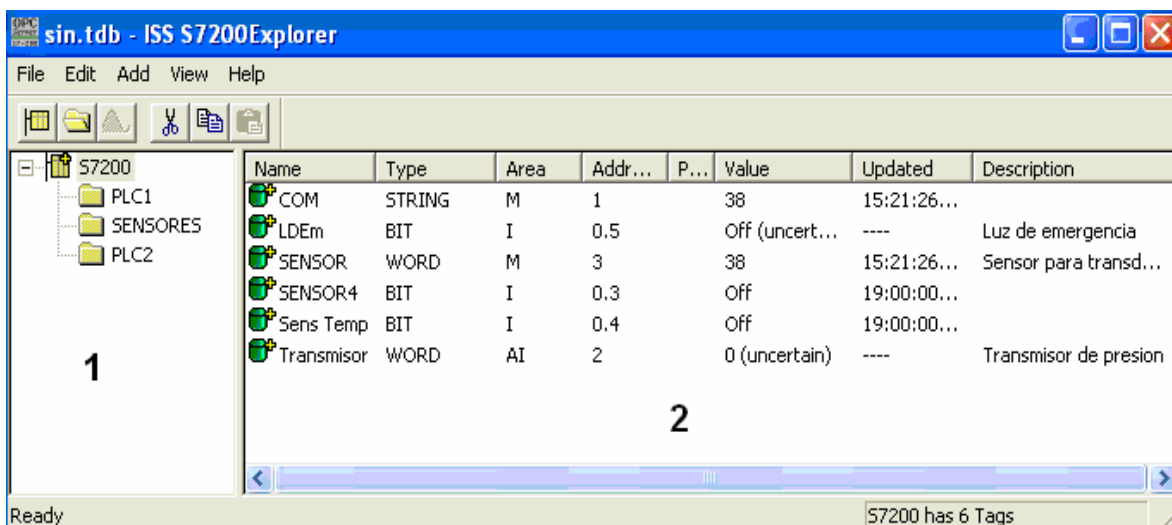 OPC Server
sin.tdb - ISS S7200Explorer
File Edit Add View Help
S7200
PLC1
SENSORES
PLC2
1
Name Type Area Addr... P... Value Updated Description
COM STRING M 1 38 15:21:26...
LDEm BIT I 0.5 Off (uncert... ---- Luz de emergencia
SENSOR WORD M 3 38 15:21:26... Sensor para transd...
SENSOR4 BIT I 0.3 Off 19:00:00...
Sens Temp BIT I 0.4 Off 19:00:00...
Transmisor WORD AI 2 0 (uncertain) ---- Transmisor de presion
2
Ready S7200 has 6 Tags